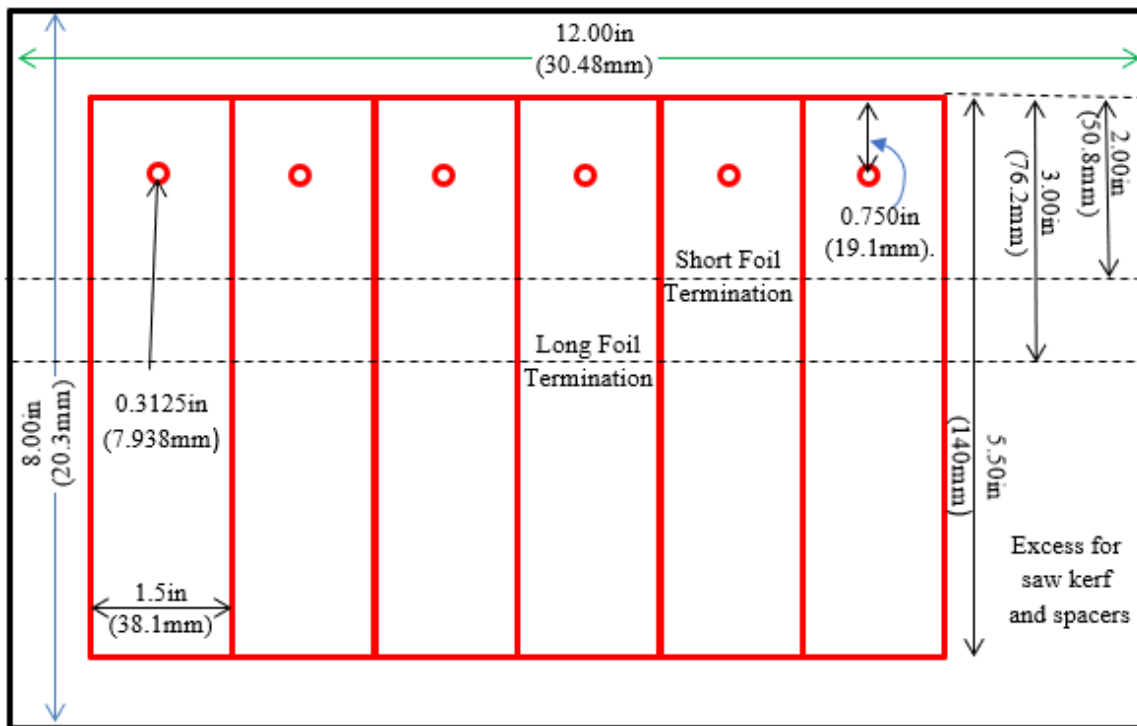 12.00in
(30.48mm)
2.00in
(50.8mm)
3.00in
(76.2mm)
0.750in
(19.1mm).
Short Foil
Termination
Long Foil
Termination
0.3125in
(7.938mm)
8.00in
(20.3mm)
5.50in
(140mm)
1.5in
(38.1mm)
Excess for
saw kerf
and spacers